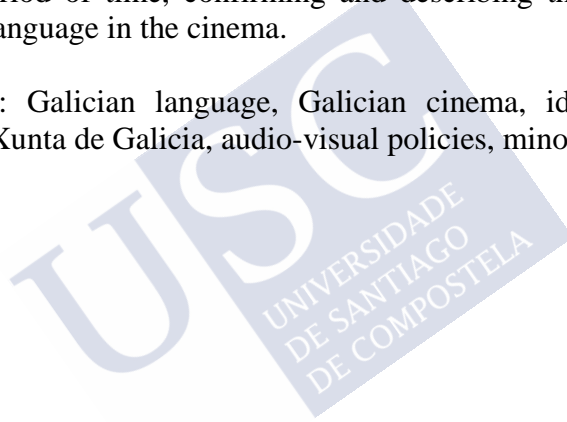 riod of time, confirming and describing th
anguage in the cinema.
: Galician language, Galician cinema, id
Xunta de Galicia, audio-visual policies, mino
USC
UNIVERSIDADE
DE SANTIAGO
DE COMPOSTELA